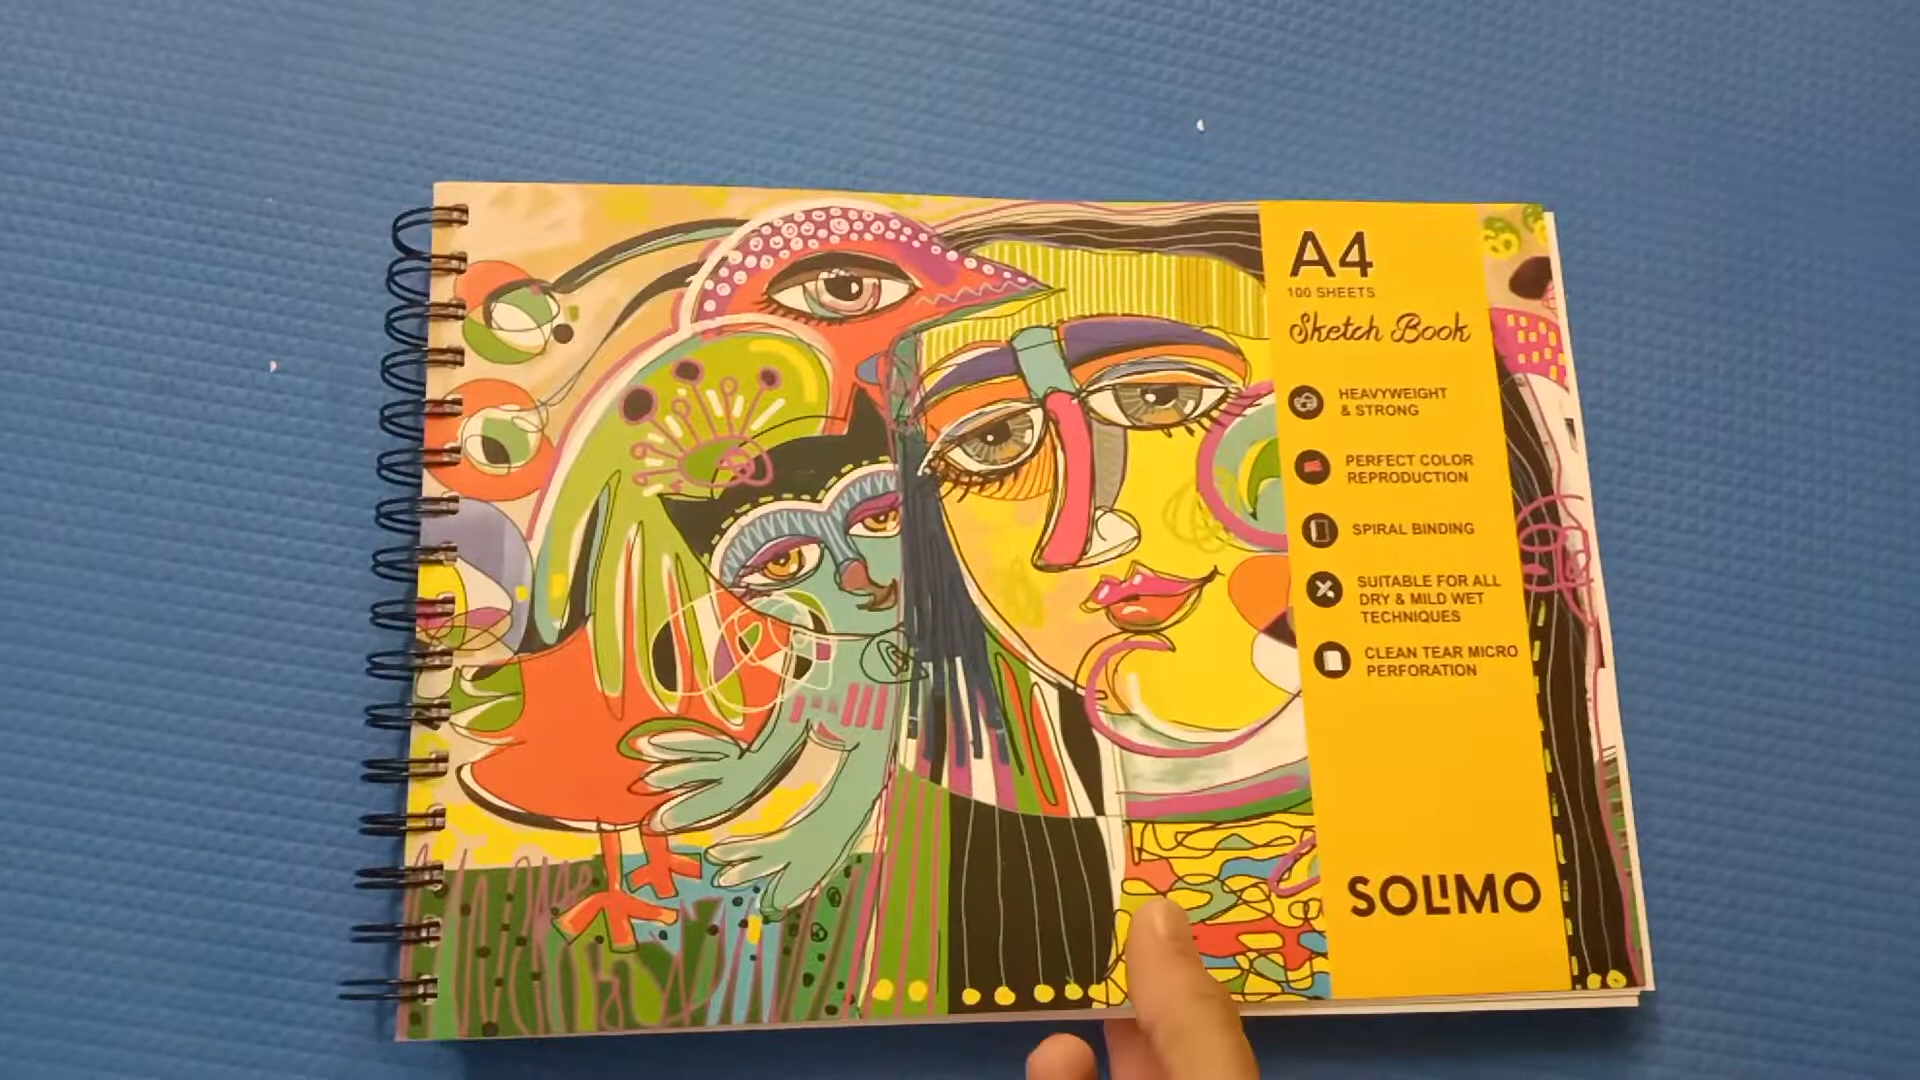 A4
100 SHEETS
Sketch Book
HEAVYWEIGHT
& STRONG
PERFECT COLOR
REPRODUCTION
SPIRAL BINDING
SUITABLE FOR ALL
DRY & MILD WET
TECHNIQUES
CLEAN TEAR MICRO
PERFORATION
SOLIMO